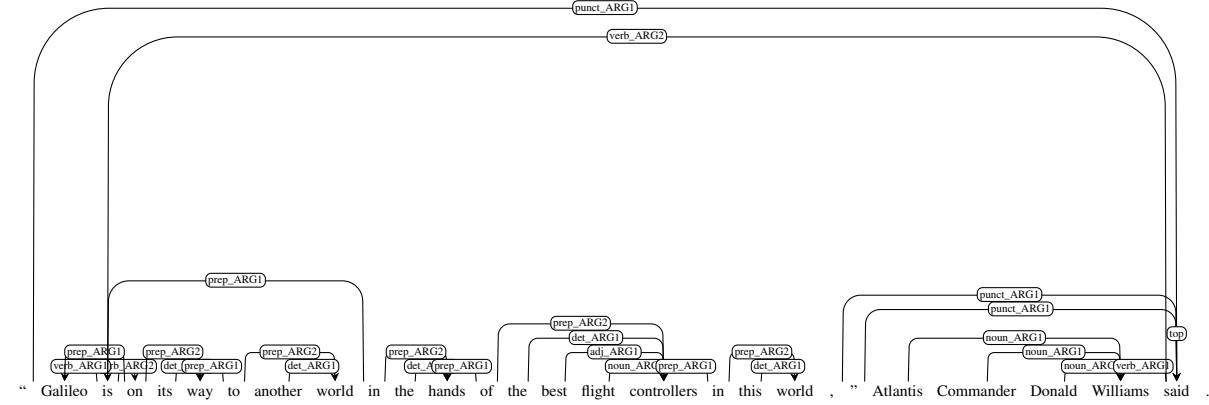 punct_ARG1
verb_ARG2
prep_ARG1
punct_ARG1
punct_ARG1
prep_ARG2
top
det_ARG1
noun_ARG1
prep_ARG1 prep_ARG2 prep_ARG2 prep_ARG2 adj_ARG1 prep_ARG2 noun_ARG1
verb_ARG1 prep_ARG1 det_ARG1 prep_ARG1 prep_ARG1 det_ARG1 verb_ARG1
“ Galileo is on its way to another world in the hands of the best flight controllers in this world , ” Atlantis Commander Donald Williams said .